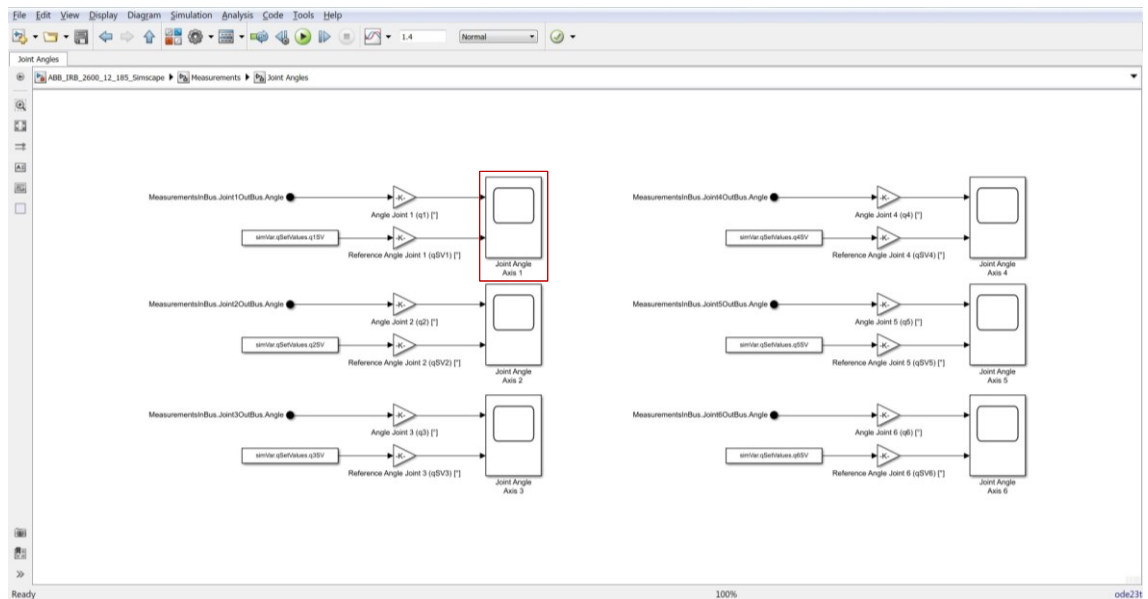 File Edit View Display Diagram Simulation Analysis Code Tools Help
1.4 Normal
Joint Angles
ABB_IRB_2600_12_185_Simscape Measurements Joint Angles
MeasurementsInBus.Joint1OutBus.Angle
-K-
Angle Joint 1 (q1) [°]
simVar.qSetValues.q1SV
-K-
Reference Angle Joint 1 (qSV1) [°]
Joint Angle
Axis 1
MeasurementsInBus.Joint2OutBus.Angle
-K-
Angle Joint 2 (q2) [°]
simVar.qSetValues.q2SV
-K-
Reference Angle Joint 2 (qSV2) [°]
Joint Angle
Axis 2
MeasurementsInBus.Joint3OutBus.Angle
-K-
Angle Joint 3 (q3) [°]
simVar.qSetValues.q3SV
-K-
Reference Angle Joint 3 (qSV3) [°]
Joint Angle
Axis 3
MeasurementsInBus.Joint4OutBus.Angle
-K-
Angle Joint 4 (q4) [°]
simVar.qSetValues.q4SV
-K-
Reference Angle Joint 4 (qSV4) [°]
Joint Angle
Axis 4
MeasurementsInBus.Joint5OutBus.Angle
-K-
Angle Joint 5 (q5) [°]
simVar.qSetValues.q5SV
-K-
Reference Angle Joint 5 (qSV5) [°]
Joint Angle
Axis 5
MeasurementsInBus.Joint6OutBus.Angle
-K-
Angle Joint 6 (q6) [°]
simVar.qSetValues.q6SV
-K-
Reference Angle Joint 6 (qSV6) [°]
Joint Angle
Axis 6
Ready 100% ode23t